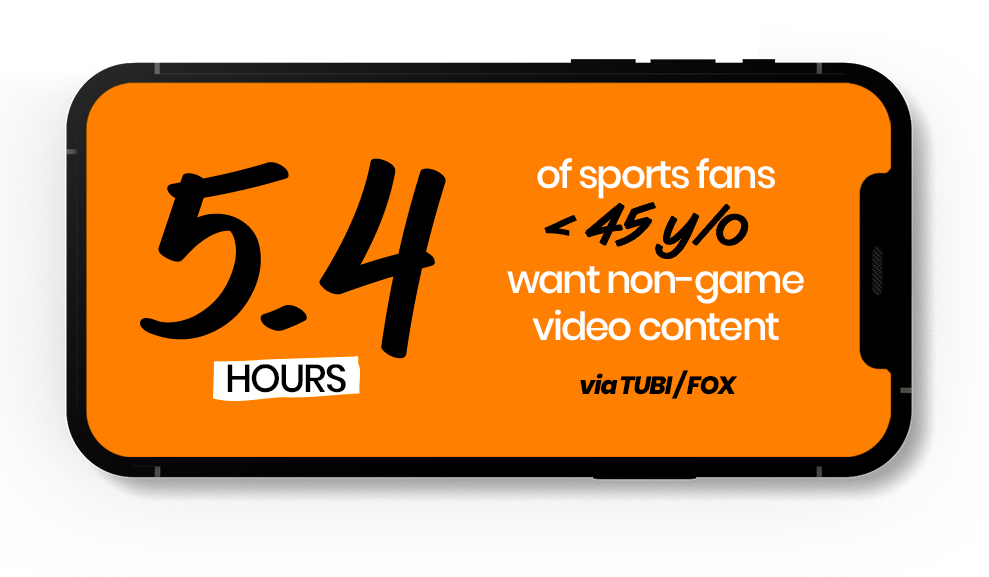 5.4
HOURS
of sports fans
< 45 y/o
want non-game
video content
via TUBI/FOX